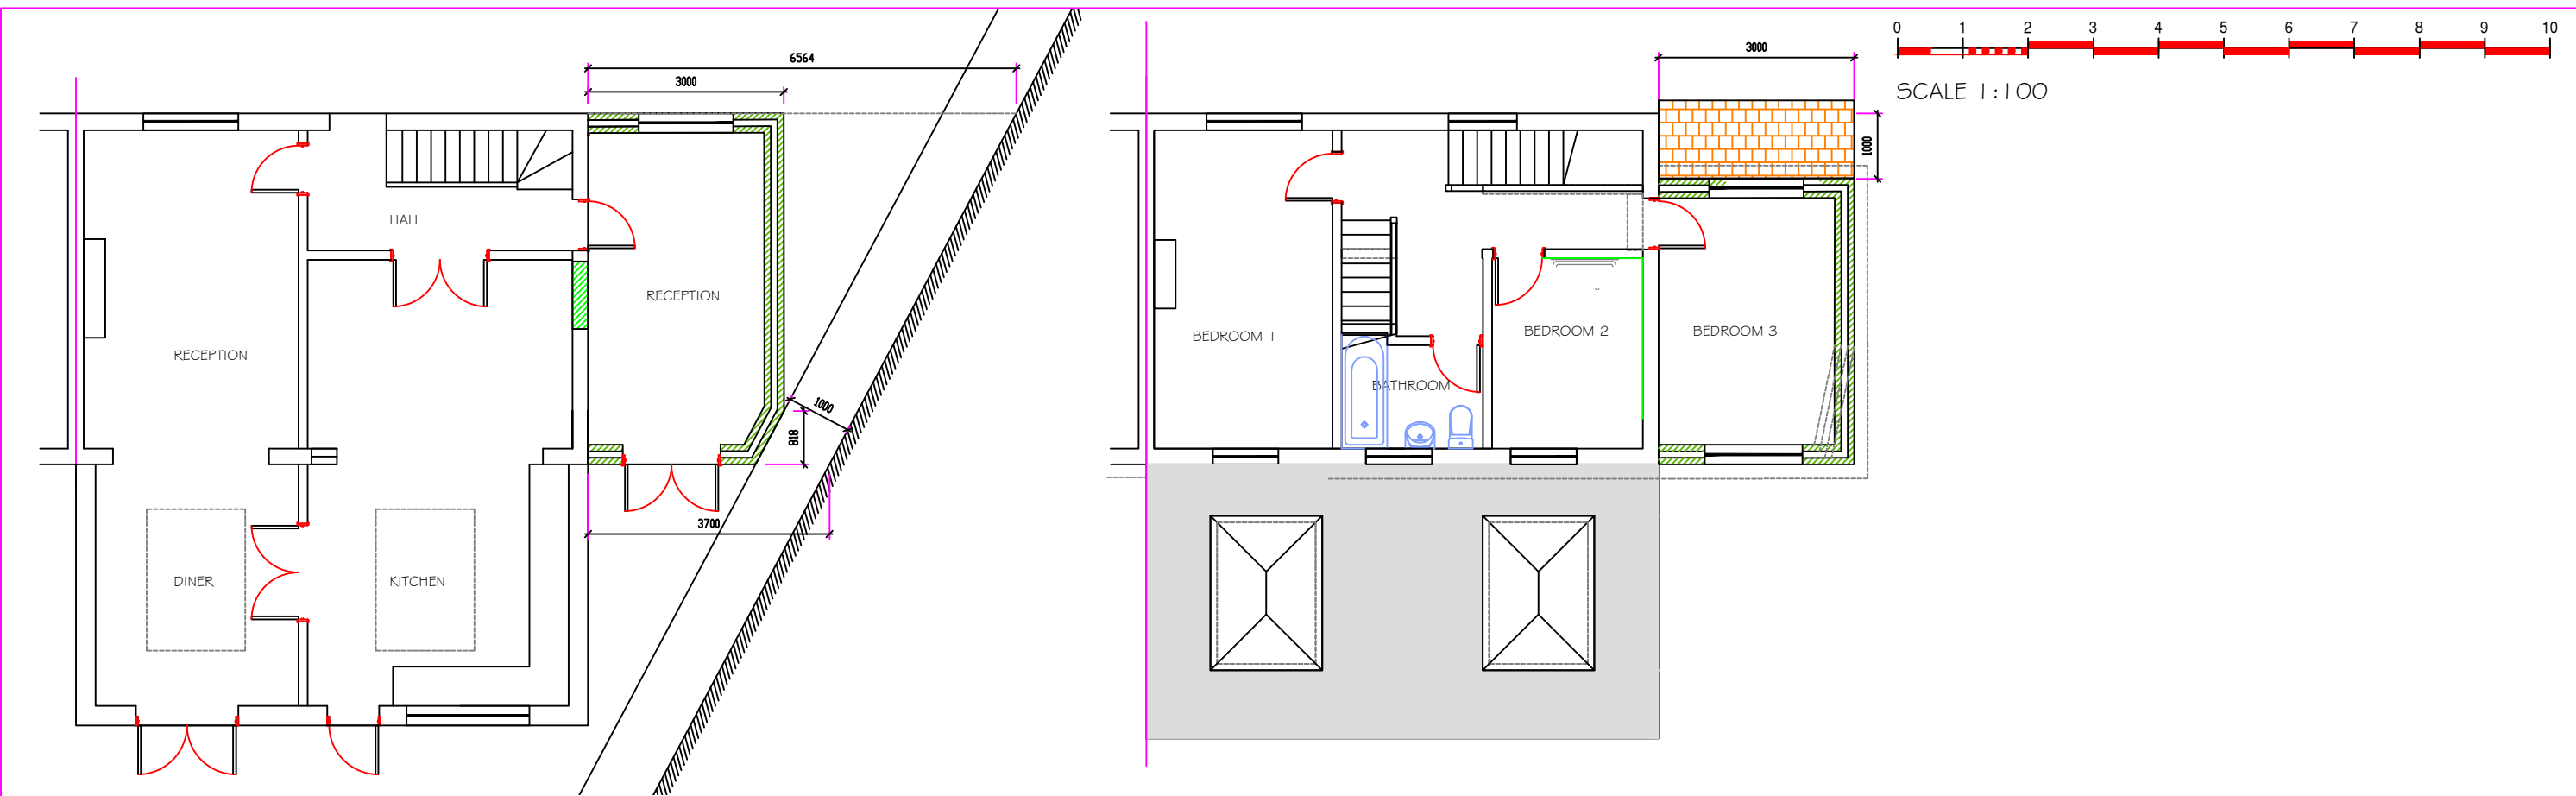 0 1 2 3 4 5 6 7 8 9 10
SCALE 1:100
6564
3000
HALL
RECEPTION
RECEPTION
1000
818
3700
DINER
KITCHEN
3000
1000
BEDROOM 1
BEDROOM 2
BEDROOM 3
BATHROOM